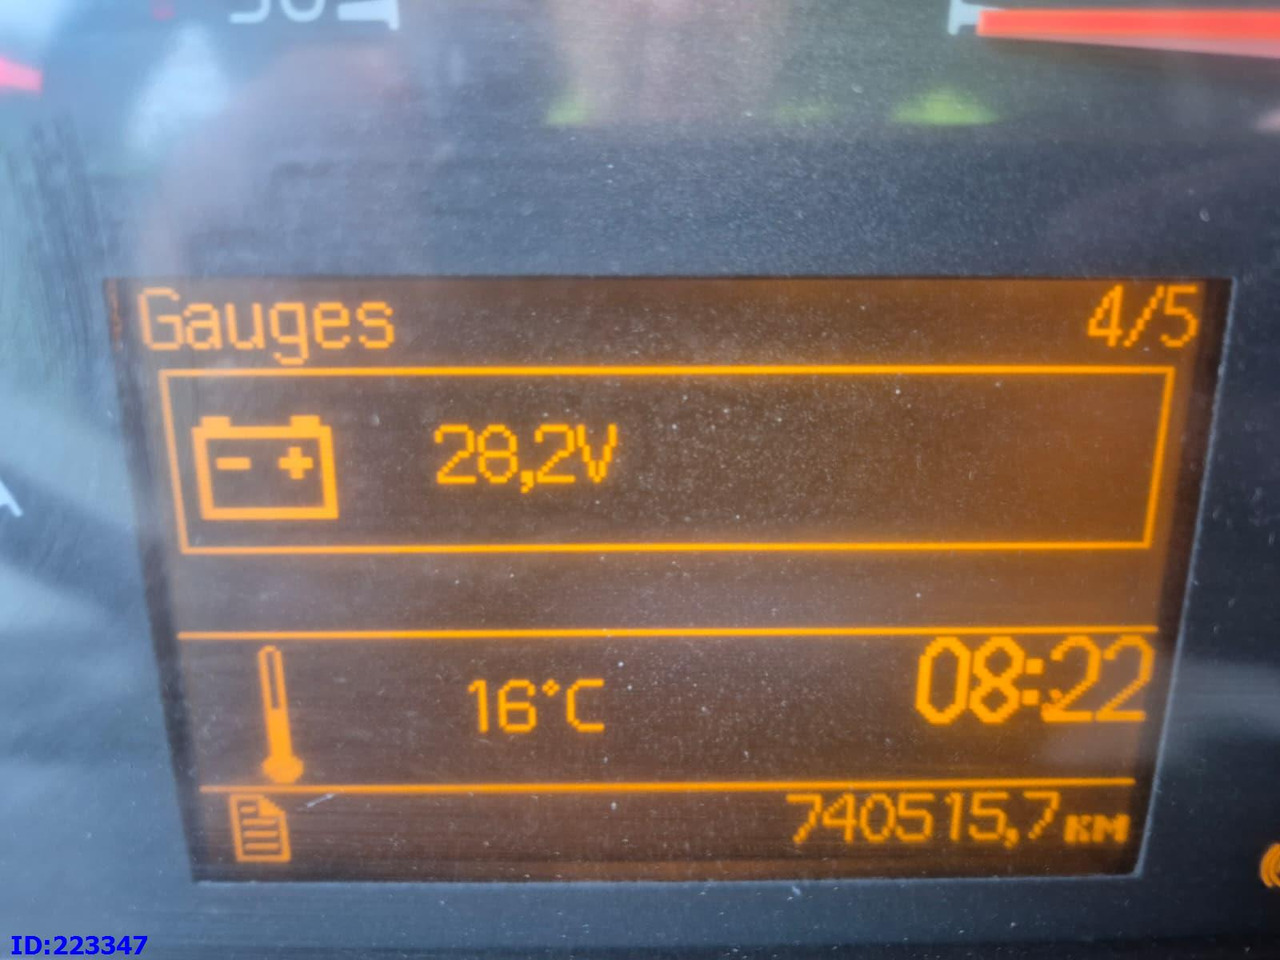 Gauges 4/5
28,2V
16°C 08:22
740515,7 KM
ID:223347